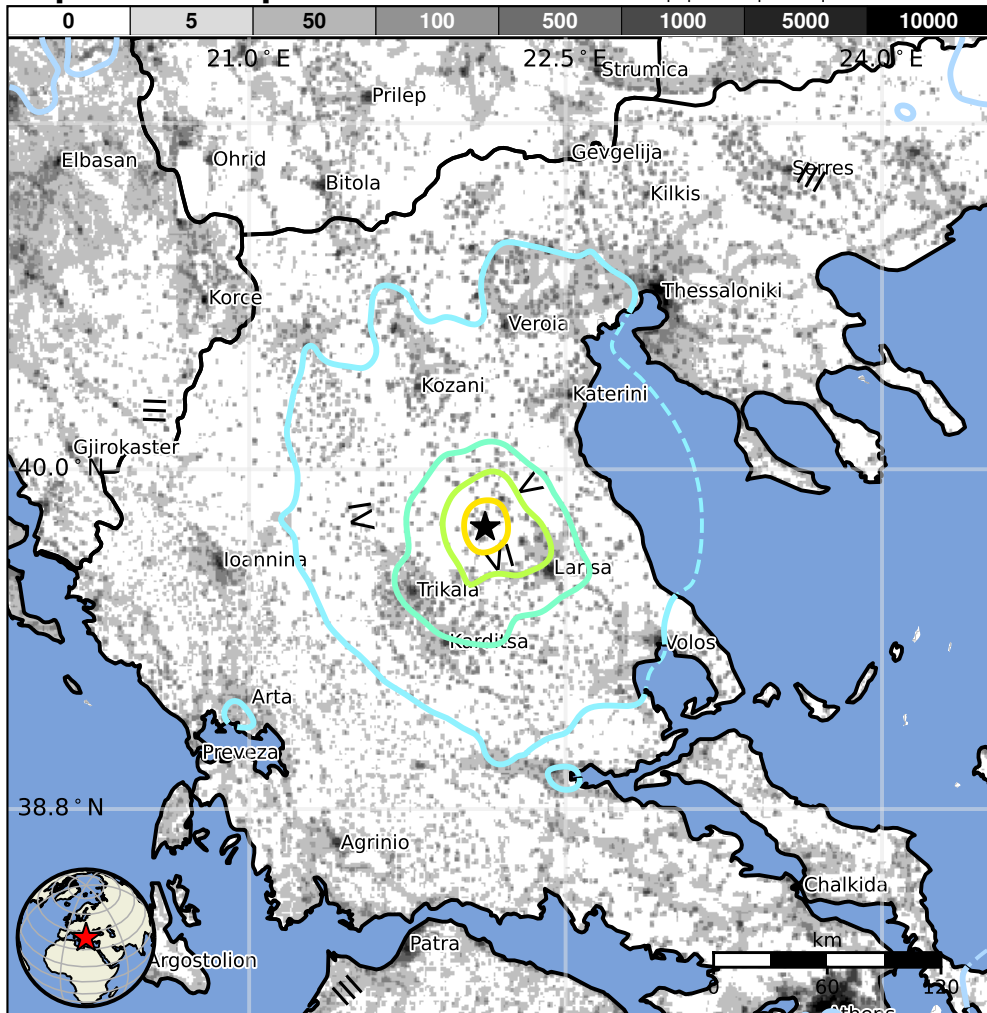 0 5 50 100 500 1000 5000 10000
21.0°E 22.5°E 24.0°E
Strumica
Prilep
Elbasan
Ohrid
Gevgelija
Serres
III
Bitola
Kilkis
Korce
Thessaloniki
Veroia
Kozani
Katerini
III
Gjirokaster
40.0°N
V
IV
Ioannina
VI
Larisa
Trikala
Karditsa
Volos
Arta
Preveza
38.8°N
Agrinio
Chalkida
Patra
km
Argostolion
III
0 60 120
Athens